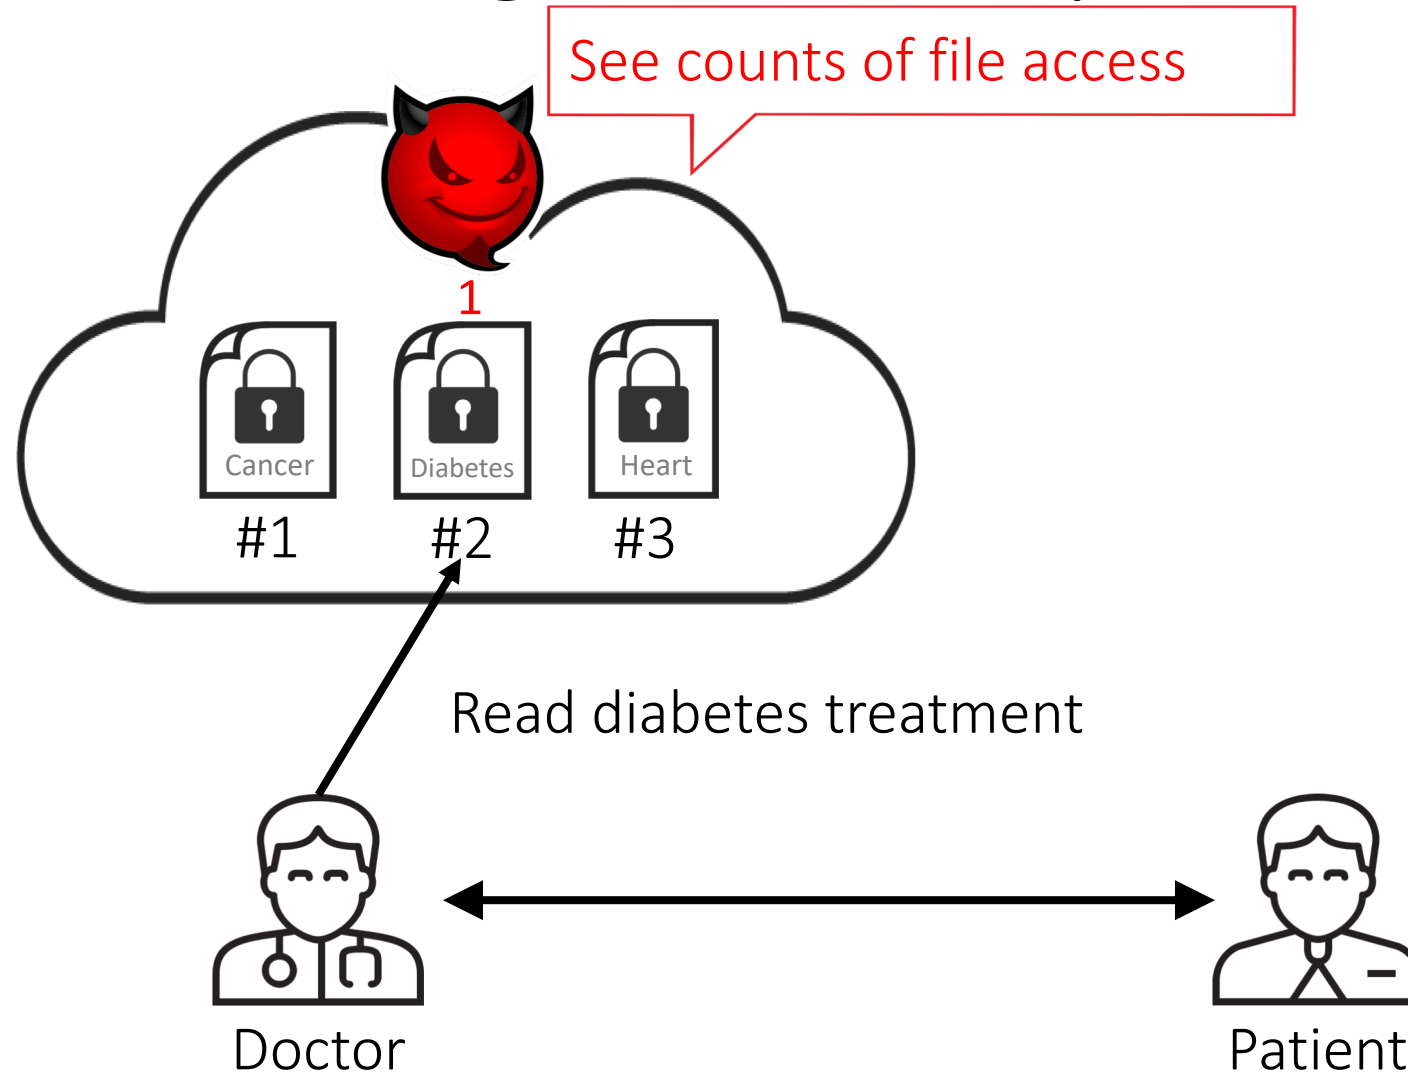 See counts of file access
1
Cancer
Diabetes
Heart
#1
#2
#3
Read diabetes treatment
Doctor
Patient